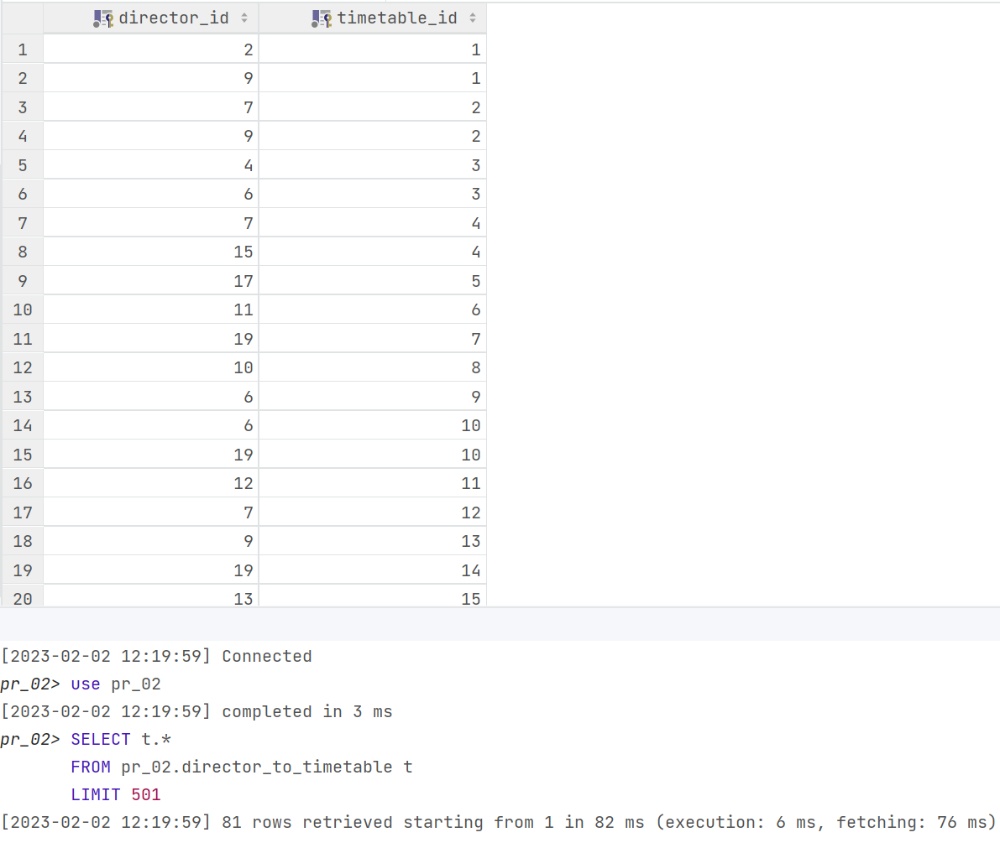 director_id timetable_id
1 2 1
2 9 1
3 7 2
4 9 2
5 4 3
6 6 3
7 7 4
8 15 4
9 17 5
10 11 6
11 19 7
12 10 8
13 6 9
14 6 10
15 19 10
16 12 11
17 7 12
18 9 13
19 19 14
20 13 15
[2023-02-02 12:19:59] Connected
pr_02> use pr_02
[2023-02-02 12:19:59] completed in 3 ms
pr_02> SELECT t.*
FROM pr_02.director_to_timetable t
LIMIT 501
[2023-02-02 12:19:59] 81 rows retrieved starting from 1 in 82 ms (execution: 6 ms, fetching: 76 ms)